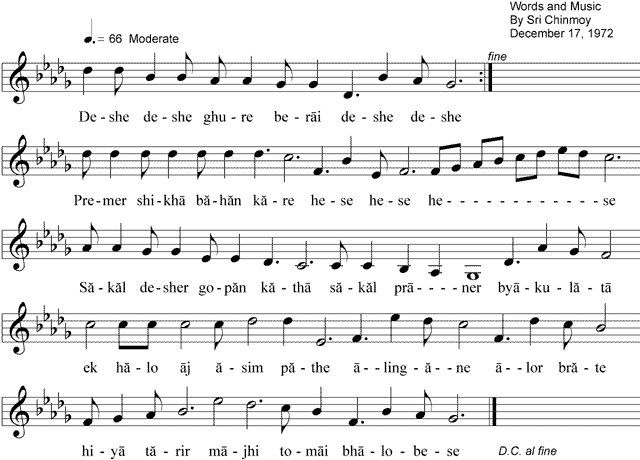 Words and Music
By Sri Chinmoy
December 17, 1972
= 66 Moderate
fine
De-she de-she ghu-re be-răi de-she de-she
Pre-mer shi-khā bă-hăn kă-re he-se he-se he----------se
Să-kăl de-sher go-păn kă-thā să-kăl prā----ner byā-ku-lă-tā
ek hă-lo āj ă-sim pă-the ā-ling-ă-ne ā-lor bră-te
hi-yā tă-rir mā-jhi to-māi bhā-lo-be-se
D.C. al fine